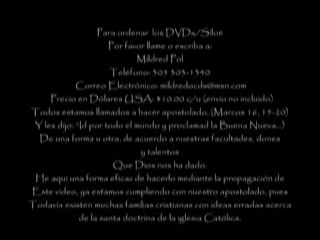 Para ordenar los DVDs/Siloé
Por favor llame o escriba a:
Mildred Pol
Teléfono: 305 303-1340
Correo Electrónico: mildredocds@msn.com
Precio en Dólares USA: $10.00 c/u (envio no incluido)
Todos estamos llamados a hacer apostolado, (Marcos 16, 15-20)
Y les dijo: "Id por todo el mundo y proclamad la Buena Nueva...)
De una forma u otra, de acuerdo a nuestras facultades, dones
y talentos
Que Dios nos ha dado.
He aquí una forma eficaz de hacerlo mediante la propagación de
Este video, ya estamos cumpliendo con nuestro apostolado, pues
Todavía existen muchas familias cristianas con ideas erradas acerca
de la santa doctrina de la iglesia Católica.